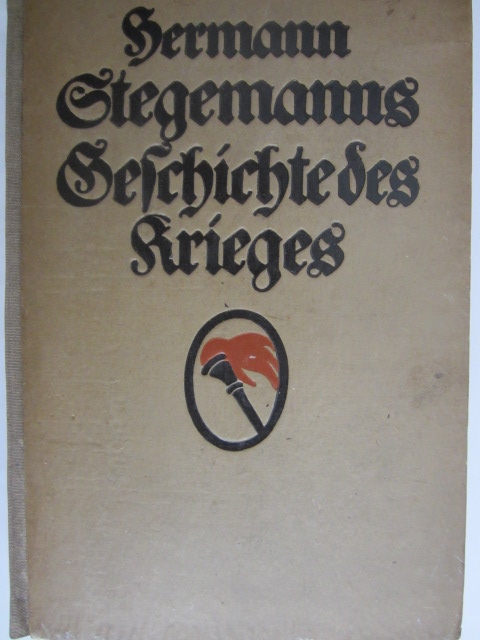 Hermann
Stegemanns
Geschichte des
Krieges